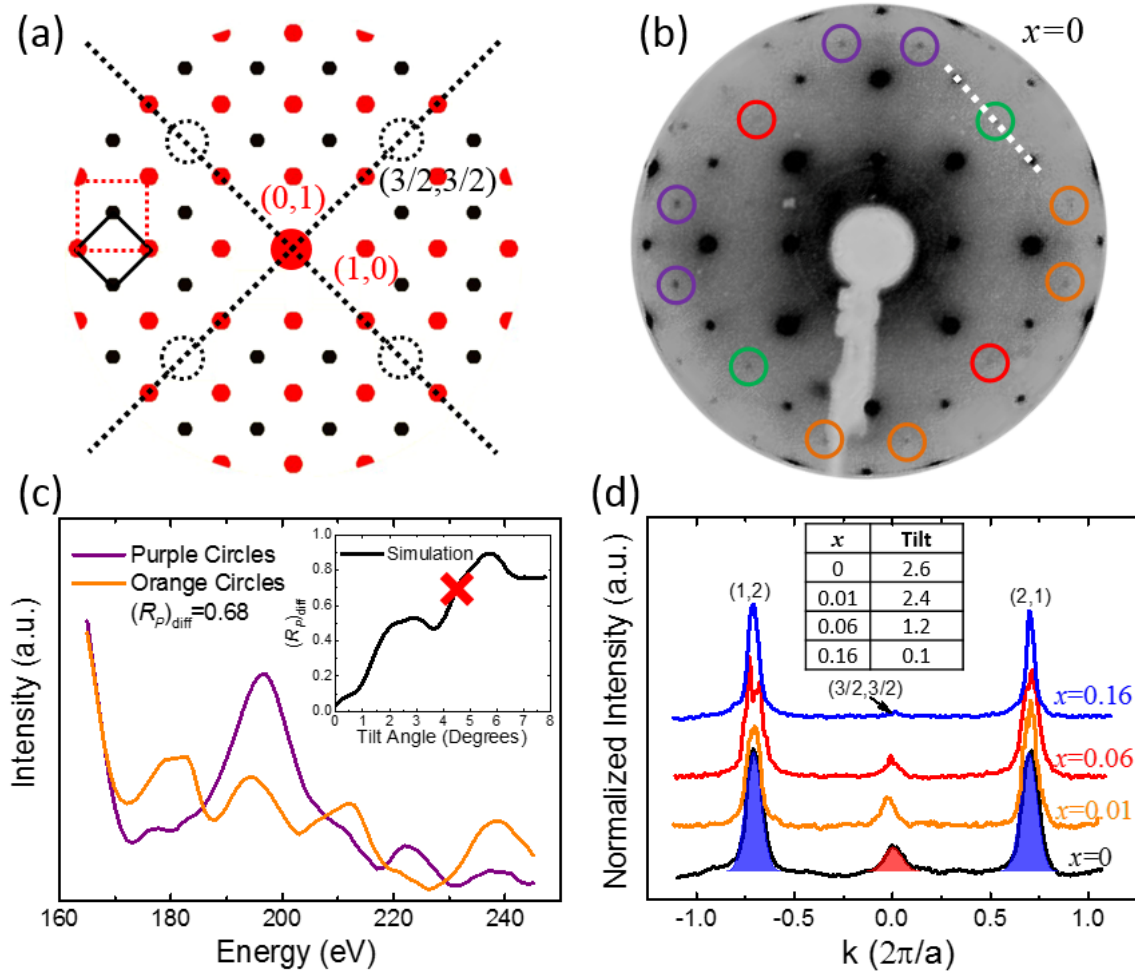 (a)
(0,1)
(3/2,3/2)
(1,0)
(b)
x=0
(c)
Intensity (a.u.)
Purple Circles
Orange Circles
(R_P)_diff=0.68
160 180 200 220 240
Energy (eV)
Simulation
(R_P)_diff
1.0
0.8
0.6
0.4
0.2
0.0
0 1 2 3 4 5 6 7 8
Tilt Angle (Degrees)
(d)
Normalized Intensity (a.u.)
x Tilt
0 2.6
0.01 2.4
0.06 1.2
0.16 0.1
(1,2)
(2,1)
(3/2,3/2)
x=0.16
x=0.06
x=0.01
x=0
-1.0 -0.5 0.0 0.5 1.0
k (2π/a)